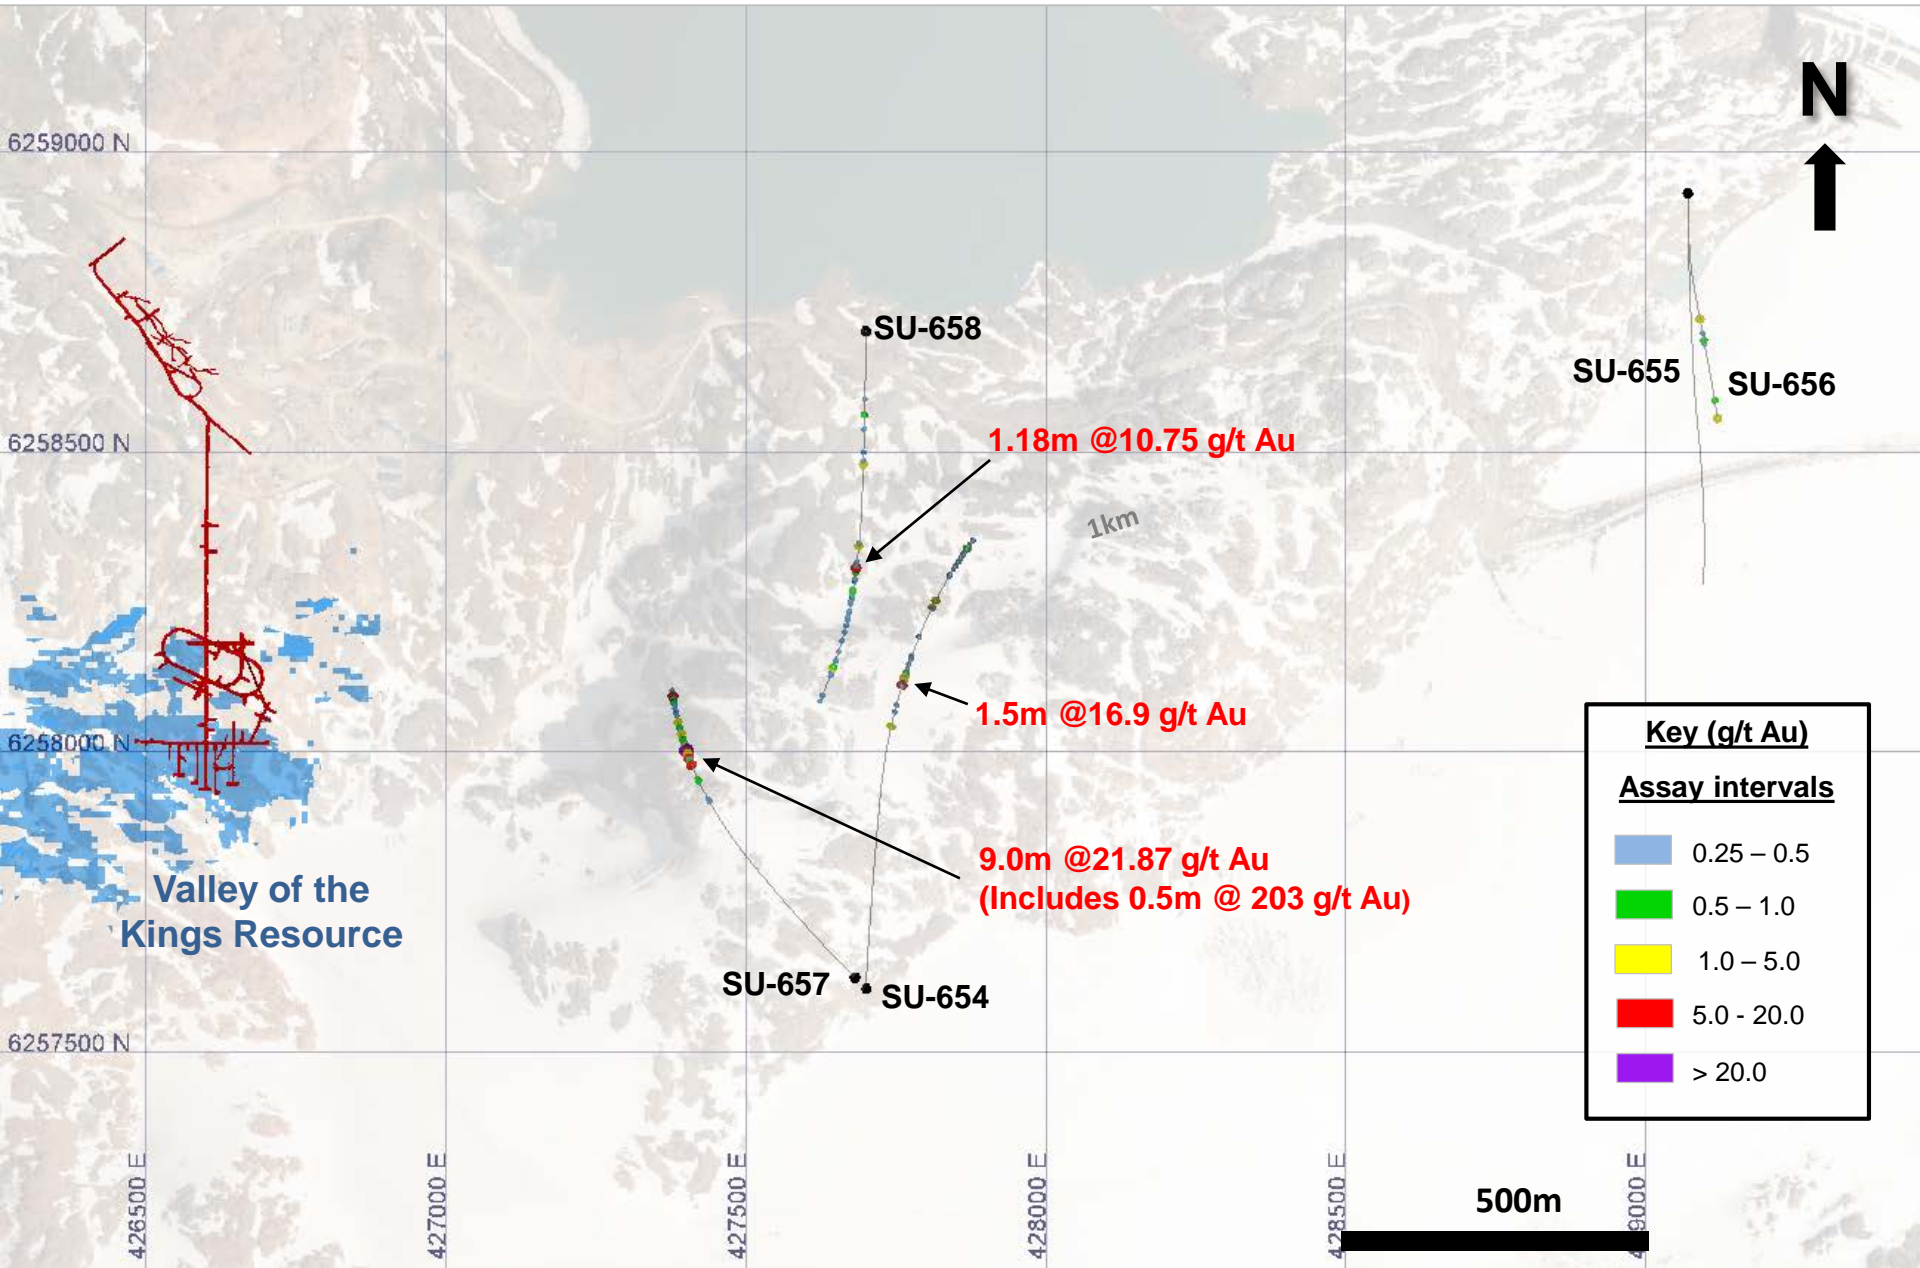 N
6259000 N
SU-658
SU-655
SU-656
6258500 N
1.18m @10.75 g/t Au
1km
1.5m @16.9 g/t Au
6258000 N
Key (g/t Au)
Assay intervals
0.25 – 0.5
0.5 – 1.0
1.0 – 5.0
5.0 - 20.0
> 20.0
9.0m @21.87 g/t Au
(Includes 0.5m @ 203 g/t Au)
Valley of the
Kings Resource
SU-657
SU-654
6257500 N
426500 E
427000 E
427500 E
428000 E
428500 E
429000 E
500m